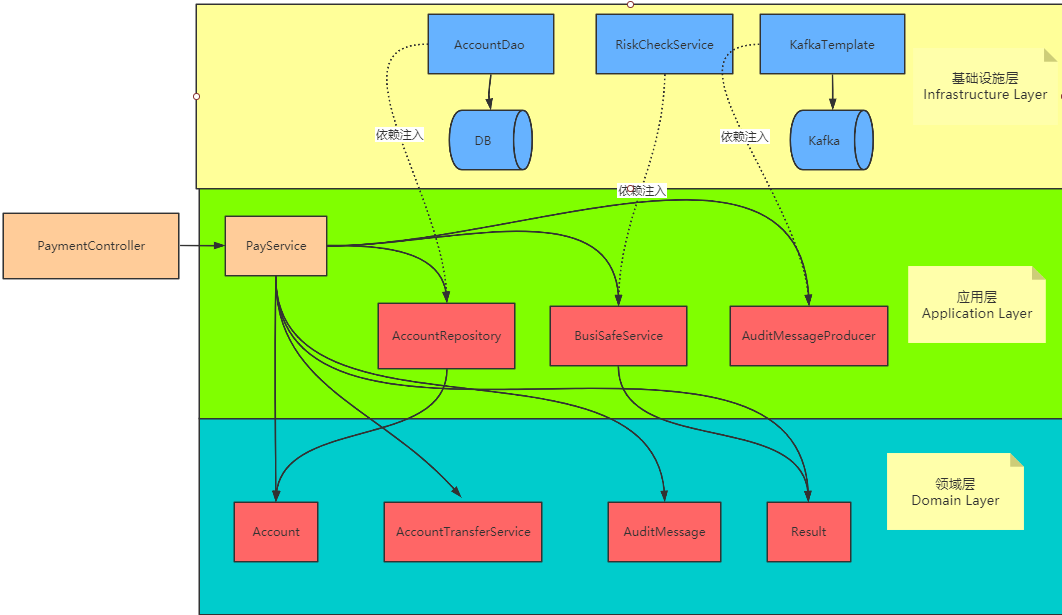 AccountDao
RiskCheckService
KafkaTemplate
基础设施层
Infrastructure Layer
依赖注入
DB
依赖注入
Kafka
依赖注入
PaymentController
PayService
应用层
Application Layer
AccountRepository
BusiSafeService
AuditMessageProducer
领域层
Domain Layer
Account
AccountTransferService
AuditMessage
Result